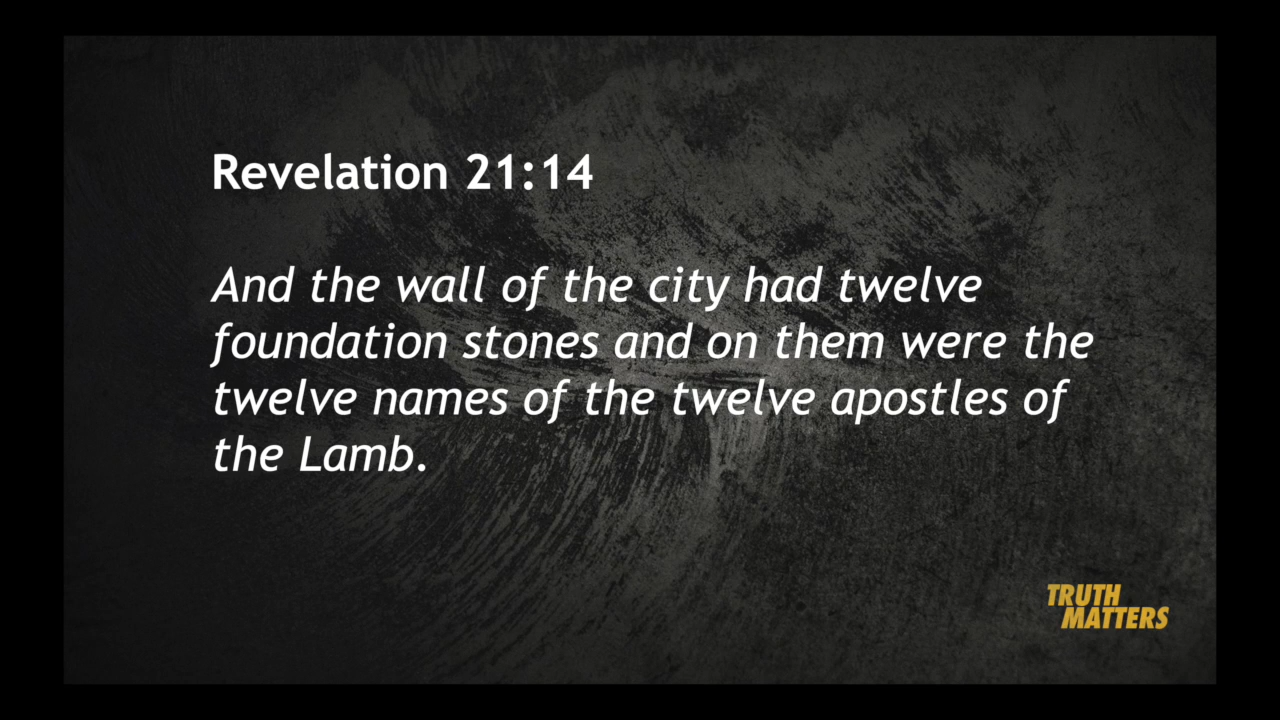 Revelation 21:14
And the wall of the city had twelve
foundation stones and on them were the
twelve names of the twelve apostles of
the Lamb.
TRUTH
MATTERS